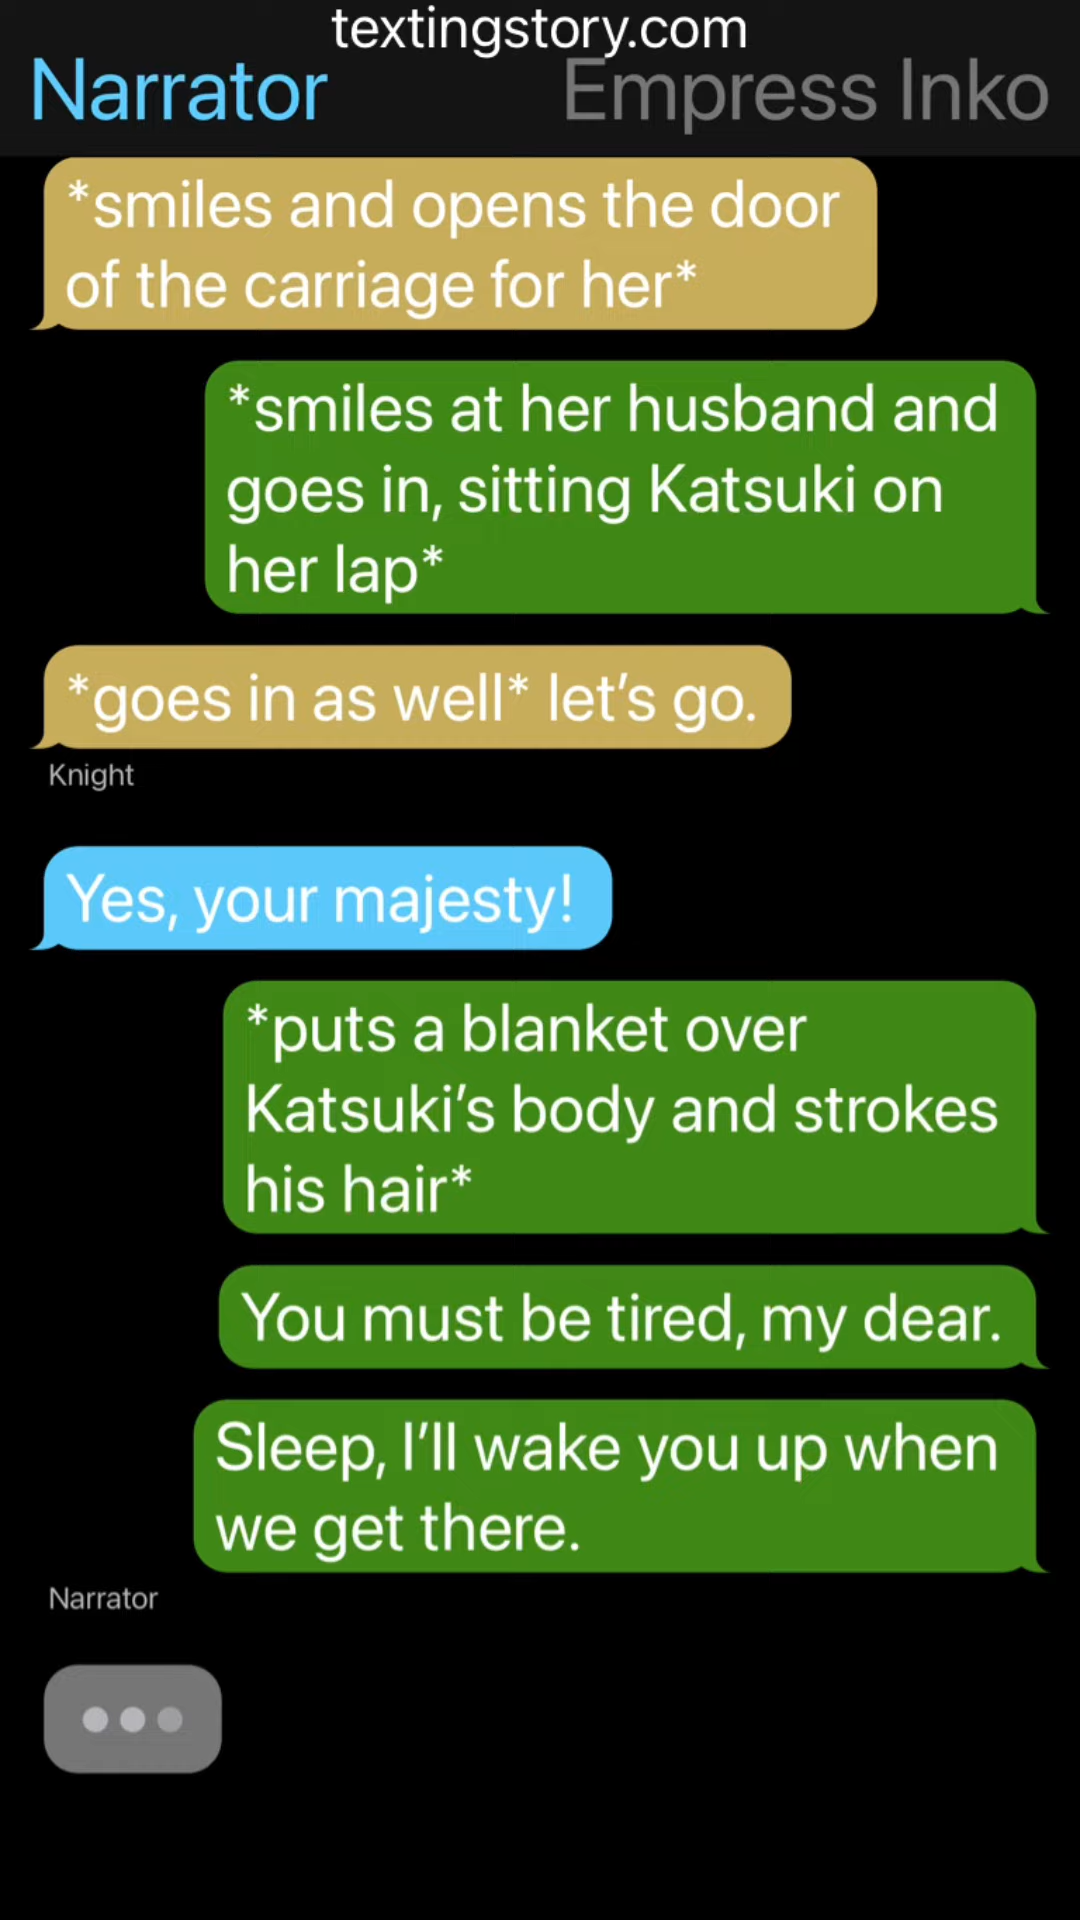 textingstory.com
Narrator Empress Inko
*smiles and opens the door
of the carriage for her*
*smiles at her husband and
goes in, sitting Katsuki on
her lap*
*goes in as well* let’s go.
Knight
Yes, your majesty!
*puts a blanket over
Katsuki’s body and strokes
his hair*
You must be tired, my dear.
Sleep, I’ll wake you up when
we get there.
Narrator